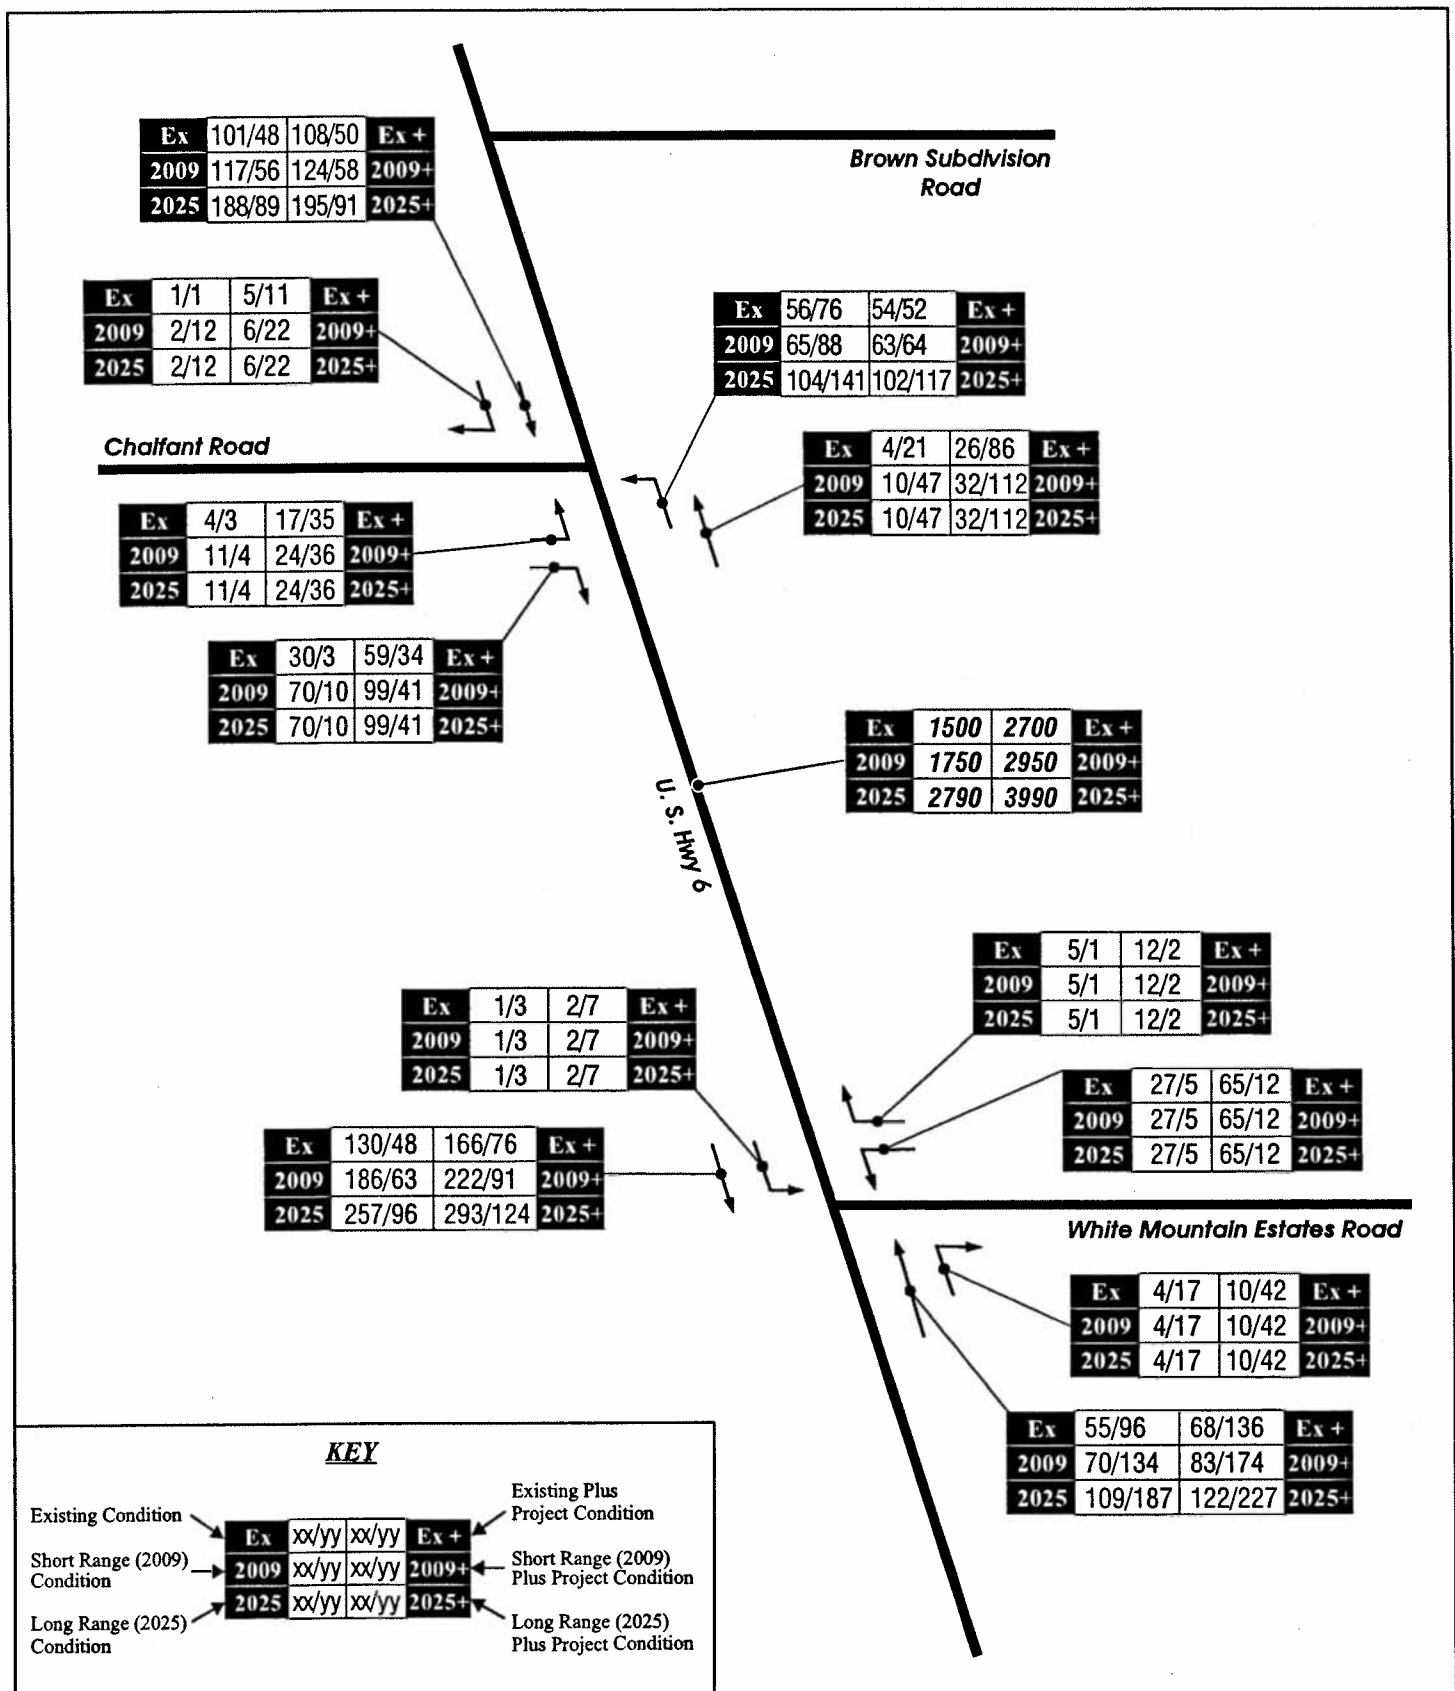 Ex 101/48 108/50 Ex +
2009 117/56 124/58 2009+
2025 188/89 195/91 2025+
Brown Subdivision
Road
Ex 1/1 5/11 Ex +
2009 2/12 6/22 2009+
2025 2/12 6/22 2025+
Ex 56/76 54/52 Ex +
2009 65/88 63/64 2009+
2025 104/141 102/117 2025+
Chalfant Road
Ex 4/21 26/86 Ex +
2009 10/47 32/112 2009+
2025 10/47 32/112 2025+
Ex 4/3 17/35 Ex +
2009 11/4 24/36 2009+
2025 11/4 24/36 2025+
Ex 30/3 59/34 Ex +
2009 70/10 99/41 2009+
2025 70/10 99/41 2025+
Ex 1500 2700 Ex +
2009 1750 2950 2009+
2025 2790 3990 2025+
U. S. Hwy 6
Ex 5/1 12/2 Ex +
2009 5/1 12/2 2009+
2025 5/1 12/2 2025+
Ex 1/3 2/7 Ex +
2009 1/3 2/7 2009+
2025 1/3 2/7 2025+
Ex 27/5 65/12 Ex +
2009 27/5 65/12 2009+
2025 27/5 65/12 2025+
Ex 130/48 166/76 Ex +
2009 186/63 222/91 2009+
2025 257/96 293/124 2025+
White Mountain Estates Road
Ex 4/17 10/42 Ex +
2009 4/17 10/42 2009+
2025 4/17 10/42 2025+
Ex 55/96 68/136 Ex +
2009 70/134 83/174 2009+
2025 109/187 122/227 2025+
KEY
Existing Condition
Short Range (2009)
Condition
Long Range (2025)
Condition
Ex xx/yy xx/yy Ex +
2009 xx/yy xx/yy 2009+
2025 xx/yy xx/yy 2025+
Existing Plus
Project Condition
Short Range (2009)
Plus Project Condition
Long Range (2025)
Plus Project Condition